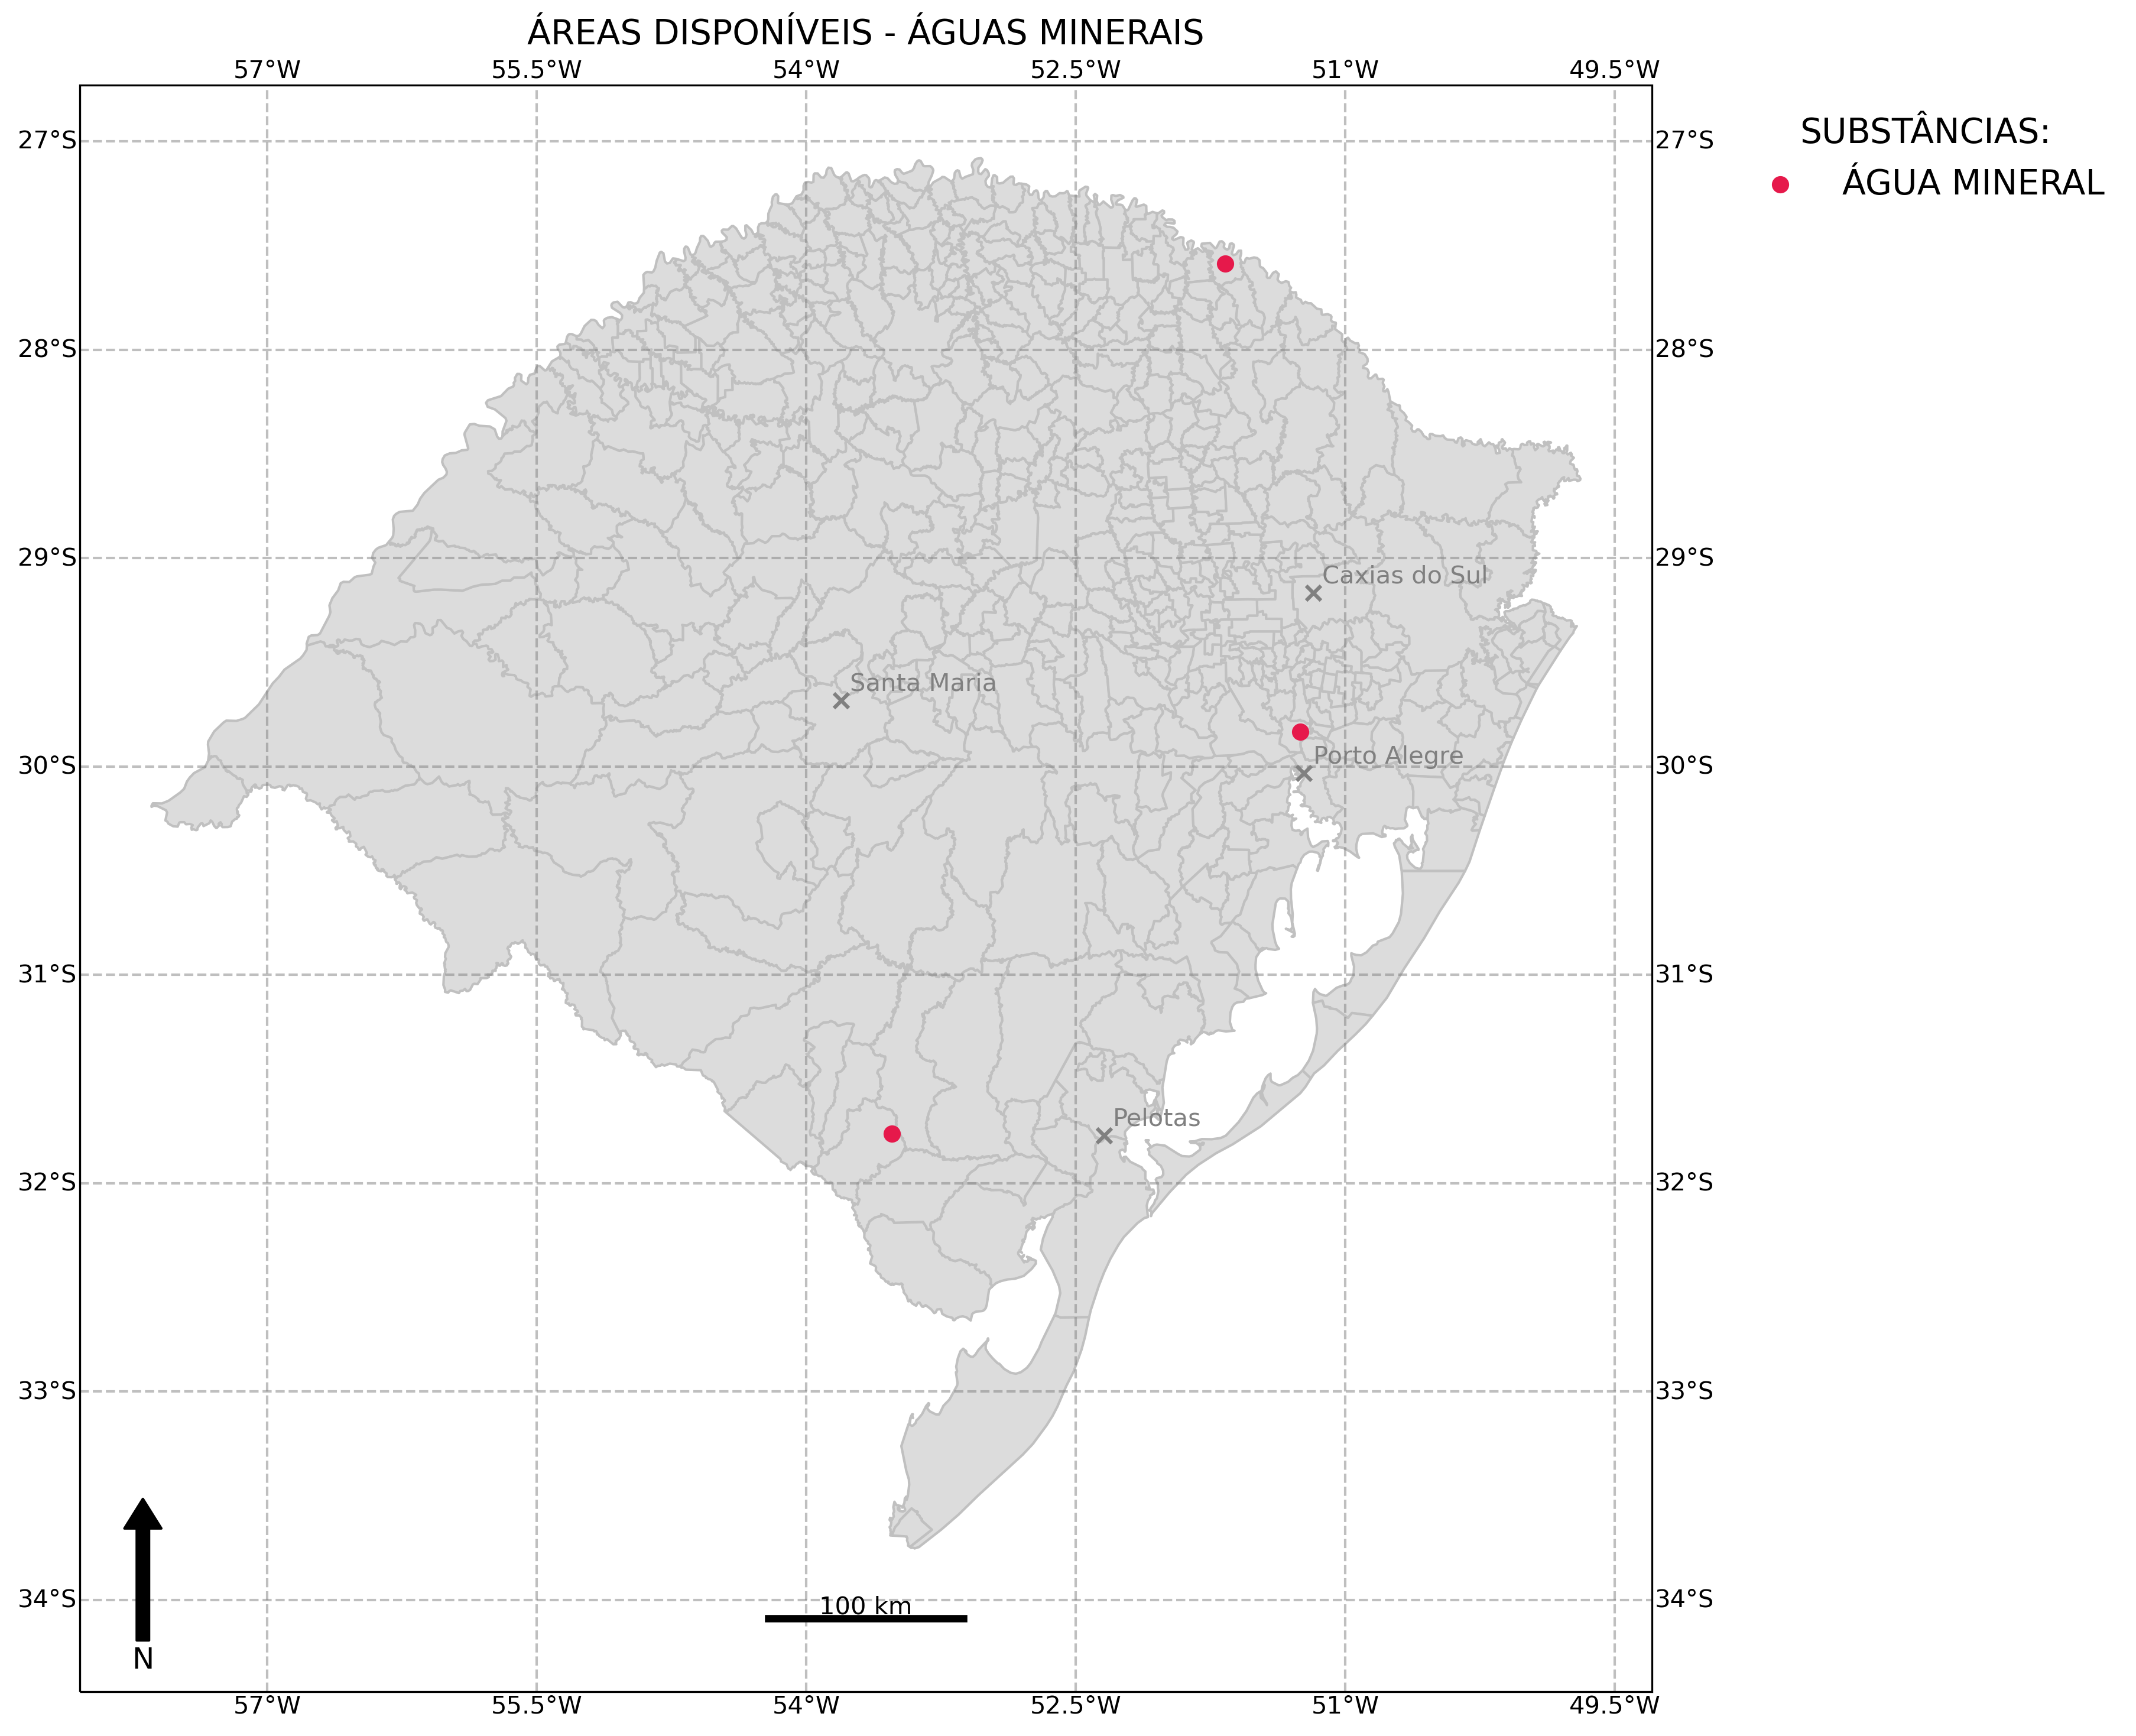 ÁREAS DISPONÍVEIS - ÁGUAS MINERAIS
57°W 55.5°W 54°W 52.5°W 51°W 49.5°W
SUBSTÂNCIAS:
ÁGUA MINERAL
27°S 27°S
28°S 28°S
29°S 29°S
Caxias do Sul
Santa Maria
Porto Alegre
30°S 30°S
31°S 31°S
Pelotas
32°S 32°S
33°S 33°S
34°S 34°S
100 km
N
57°W 55.5°W 54°W 52.5°W 51°W 49.5°W